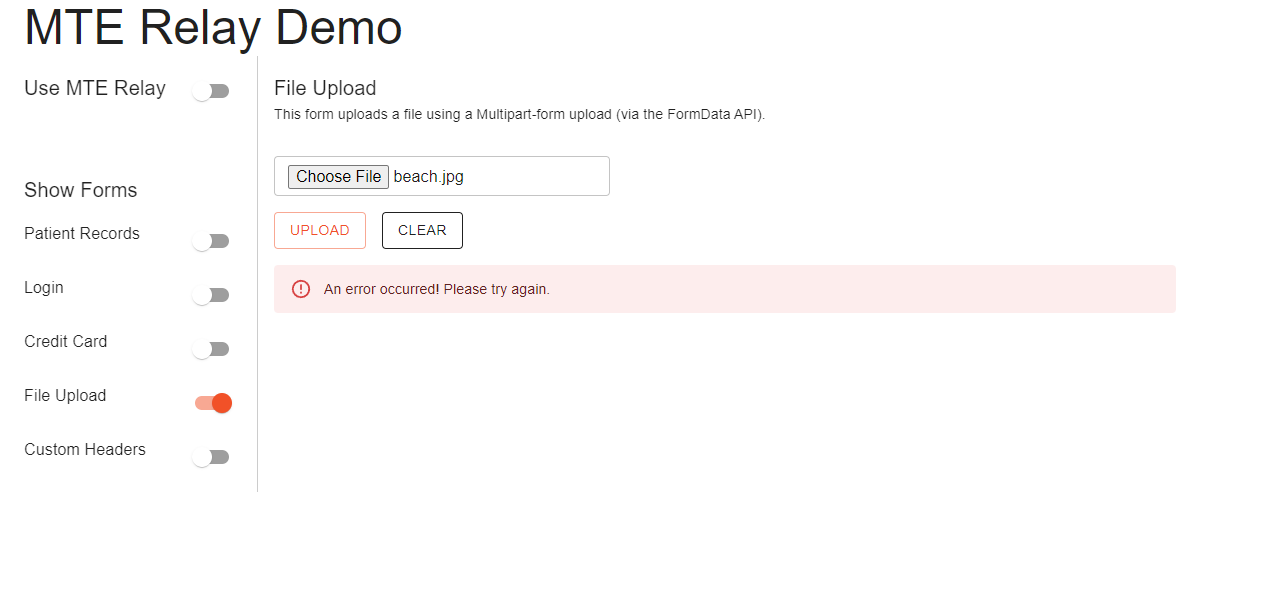 MTE Relay Demo
Use MTE Relay
Show Forms
Patient Records
Login
Credit Card
File Upload
Custom Headers
File Upload
This form uploads a file using a Multipart-form upload (via the FormData API).
Choose File beach.jpg
UPLOAD CLEAR
An error occurred! Please try again.